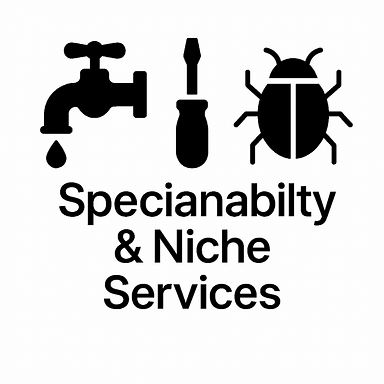 Specianabilty
& Niche
Services